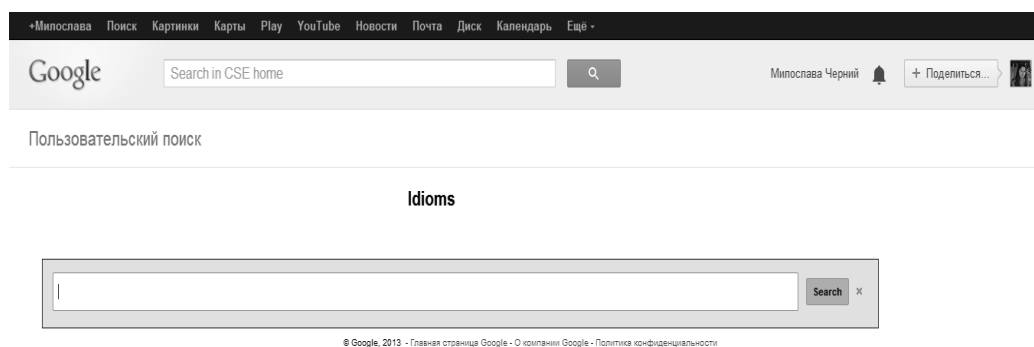 +Милослава Поиск Картинки Карты Play YouTube Новости Почта Диск Календарь Ещё
Google Search in CSE home Милослава Черний + Поделиться...
Пользовательский поиск
Idioms
Search x
© Google, 2013 - Главная страница Google - О компании Google - Политика конфиденциальности